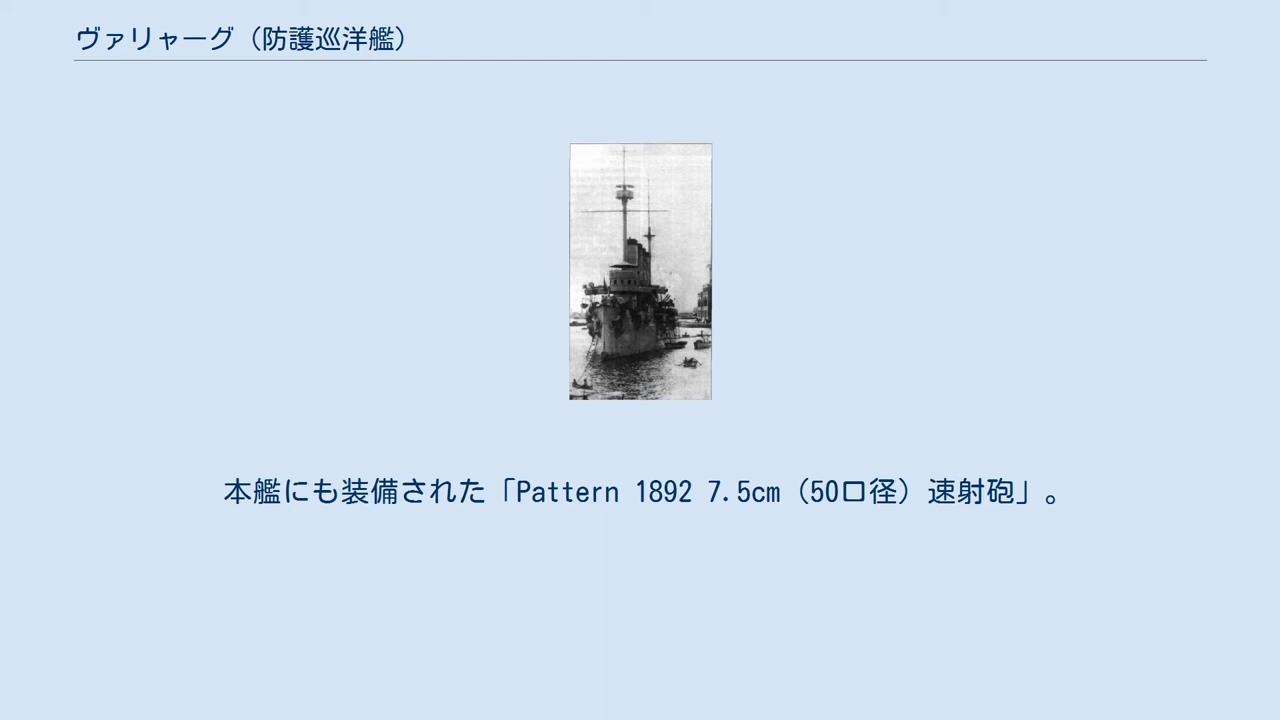 ヴァリャーグ（防護巡洋艦）
本艦にも装備された「Pattern 1892 7.5cm（50口径）速射砲」。